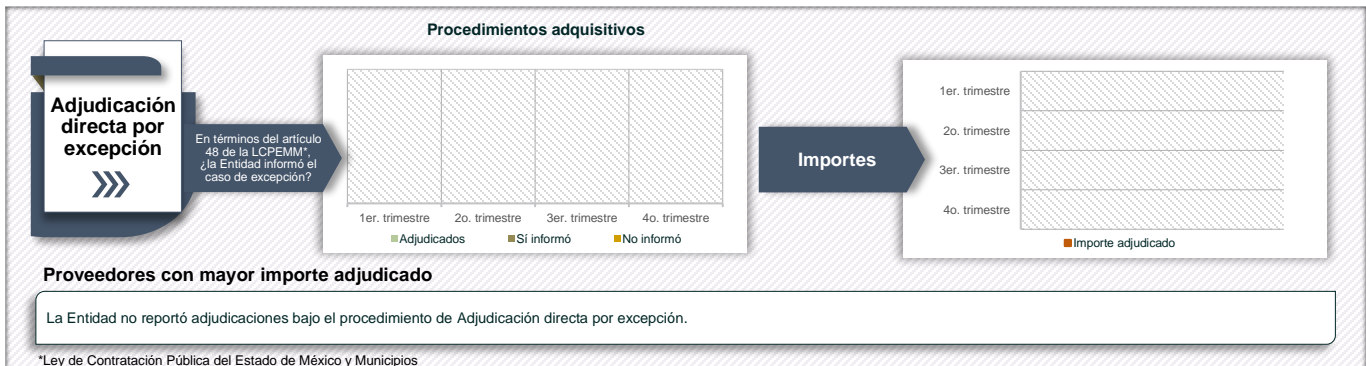 Procedimientos adquisitivos
Adjudicación
directa por
excepción
En términos del artículo
48 de la LCPEMM*,
¿la Entidad informó el
caso de excepción?
1er. trimestre 2o. trimestre 3er. trimestre 4o. trimestre
Adjudicados Sí informó No informó
Importes
1er. trimestre
2o. trimestre
3er. trimestre
4o. trimestre
Importe adjudicado
Proveedores con mayor importe adjudicado
La Entidad no reportó adjudicaciones bajo el procedimiento de Adjudicación directa por excepción.
*Ley de Contratación Pública del Estado de México y Municipios